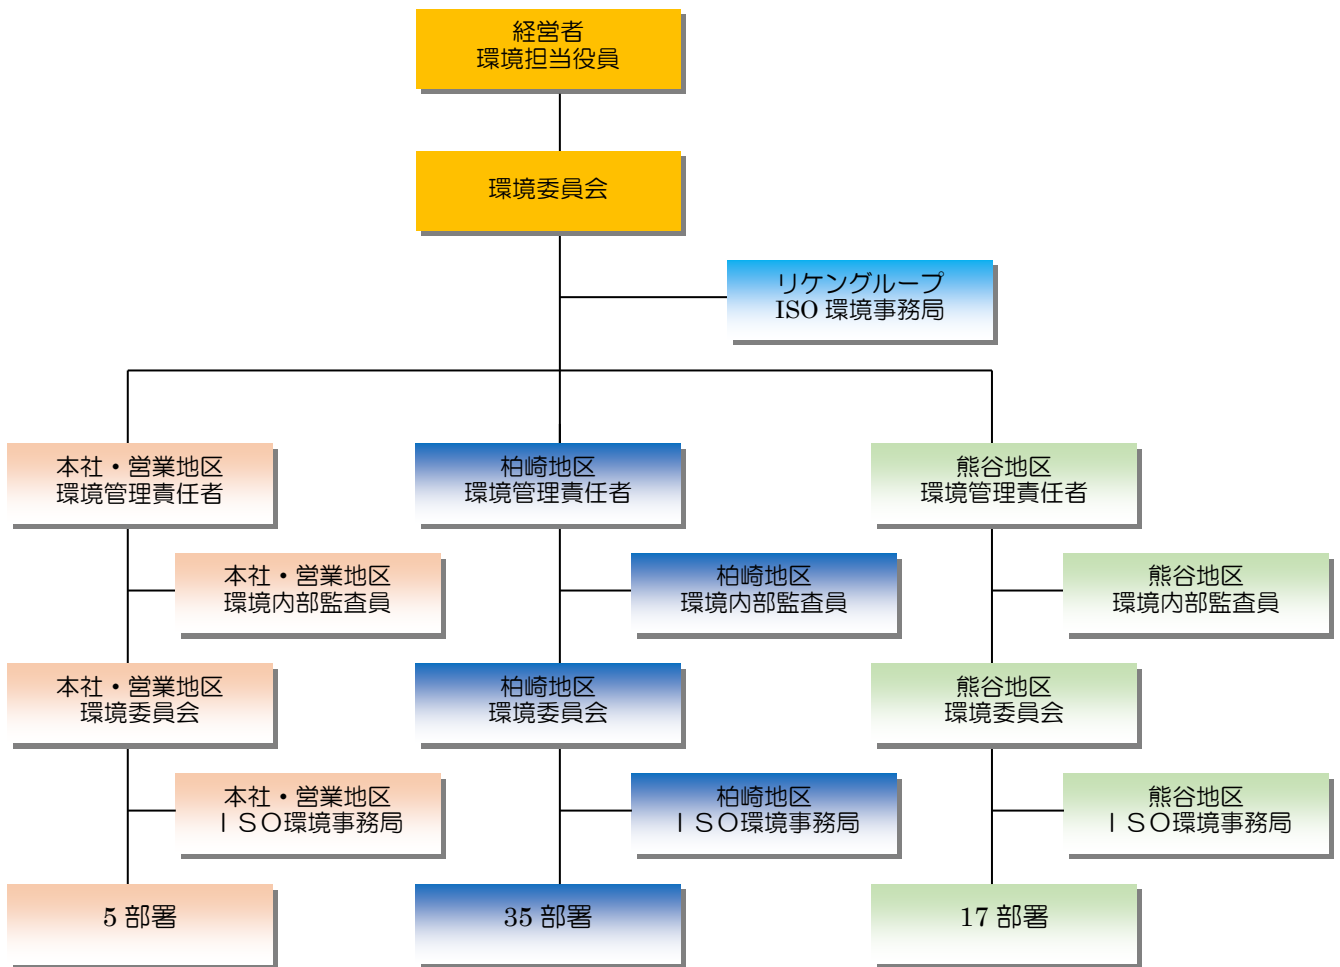 経営者
環境担当役員
環境委員会
リケングループ
ISO 環境事務局
本社・営業地区
環境管理責任者
柏崎地区
環境管理責任者
熊谷地区
環境管理責任者
本社・営業地区
環境内部監査員
柏崎地区
環境内部監査員
熊谷地区
環境内部監査員
本社・営業地区
環境委員会
柏崎地区
環境委員会
熊谷地区
環境委員会
本社・営業地区
ＩＳＯ環境事務局
柏崎地区
ＩＳＯ環境事務局
熊谷地区
ＩＳＯ環境事務局
5 部署
35 部署
17 部署